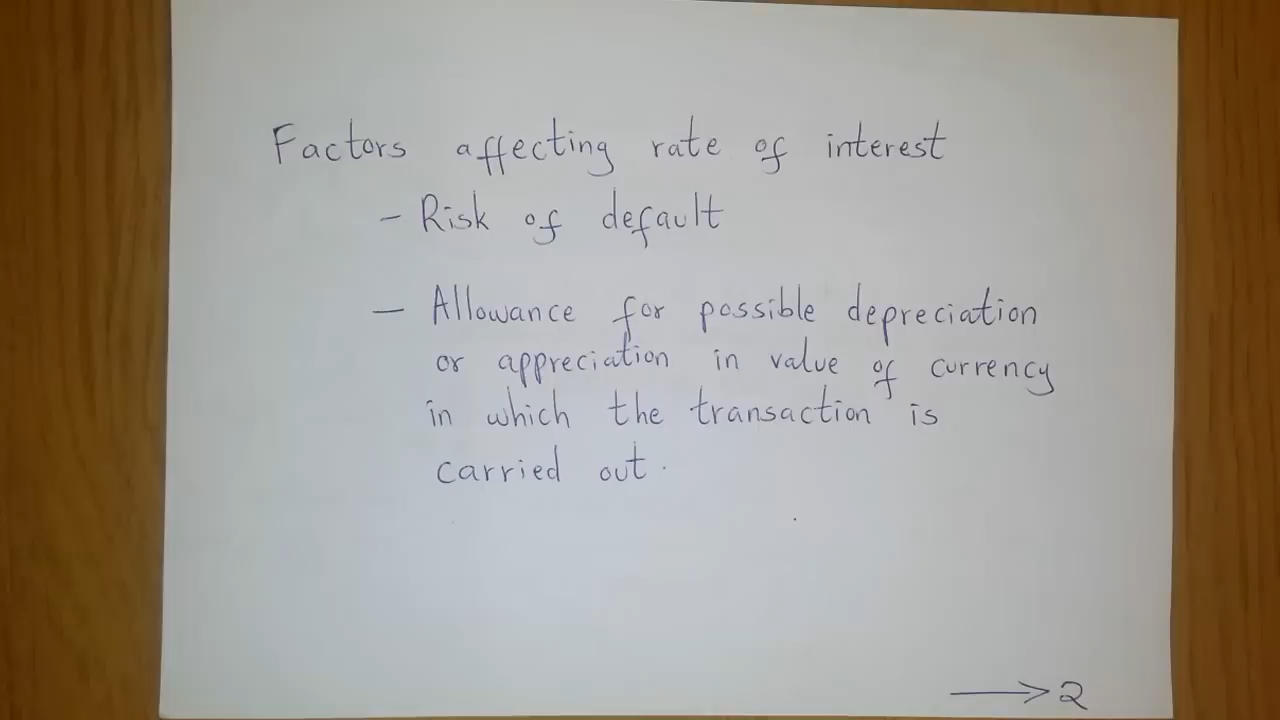 Factors affecting rate of interest
- Risk of default
- Allowance for possible depreciation
or appreciation in value of currency
in which the transaction is
carried out.
→ 2